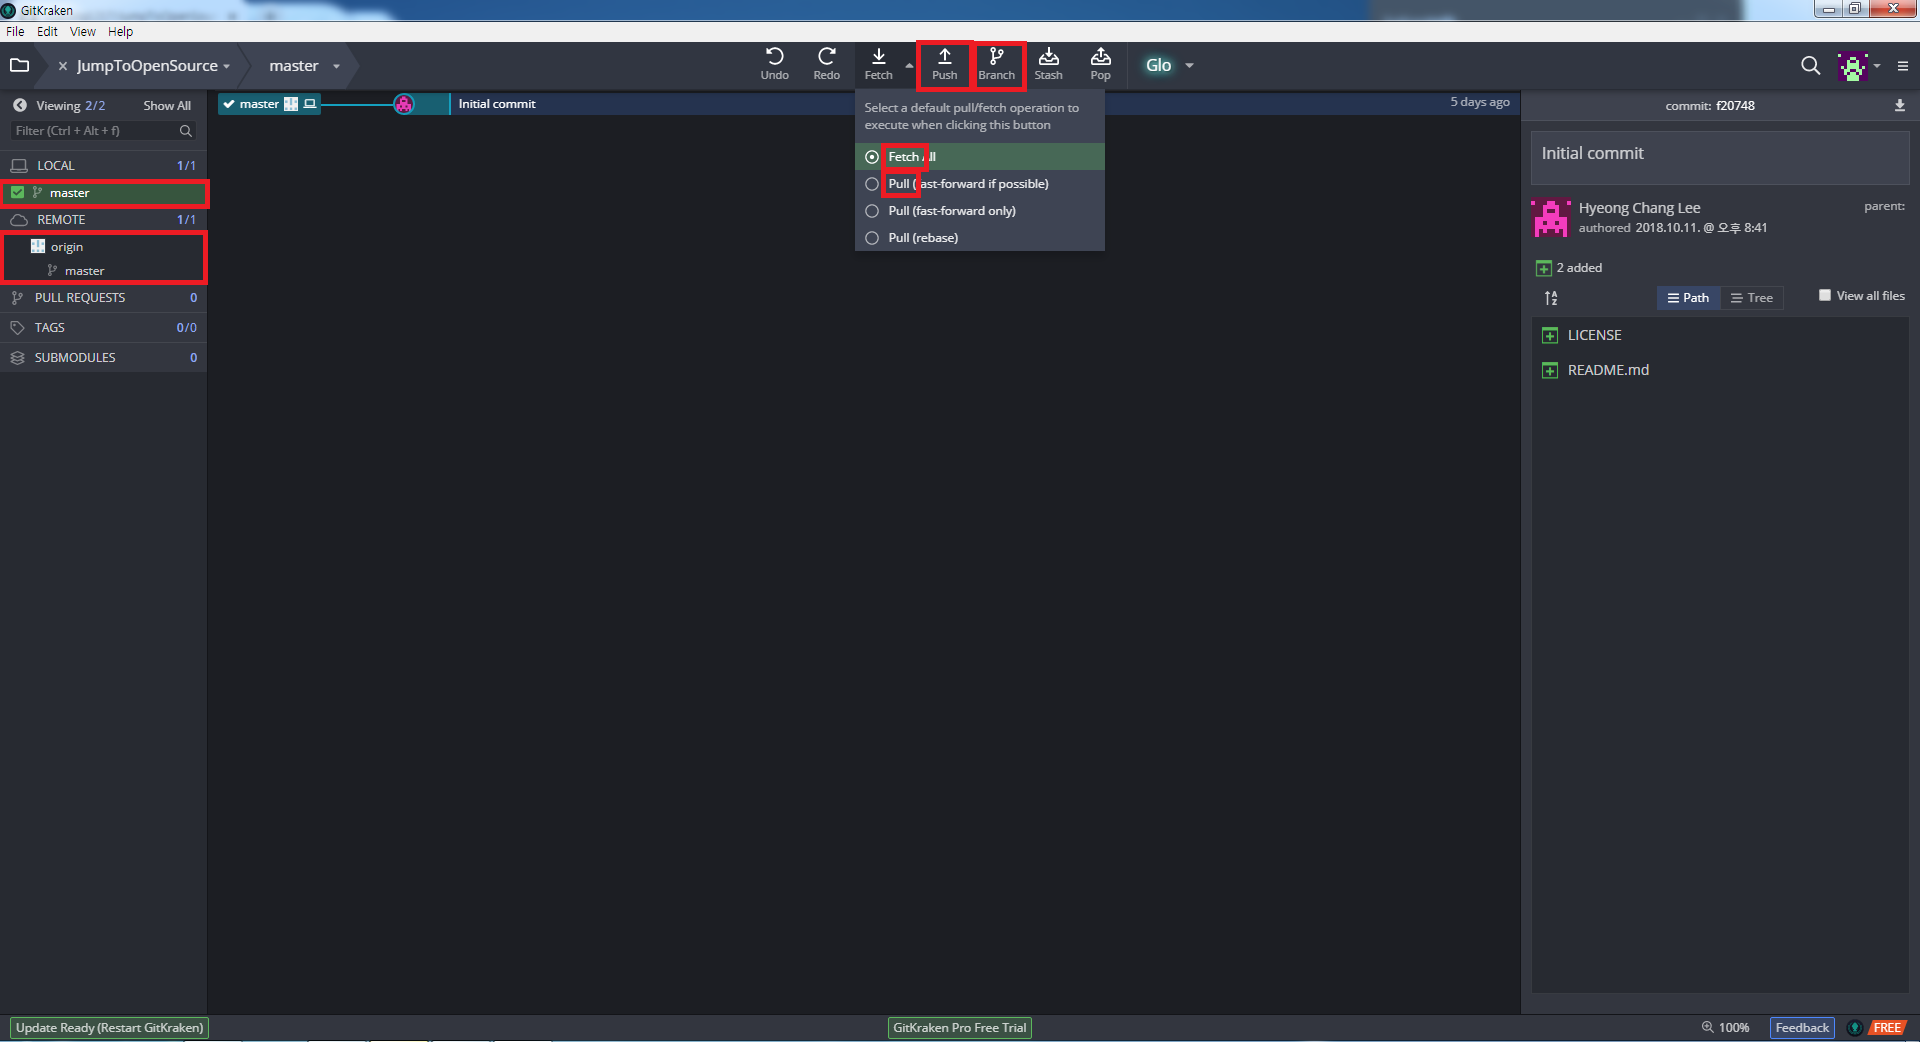 GitKraken
File Edit View Help
JumpToOpenSource master
Undo Redo Fetch Push Branch Stash Pop Glo
Viewing 2/2 Show All
Filter (Ctrl + Alt + f)
LOCAL 1/1
master
REMOTE 1/1
origin
master
PULL REQUESTS 0
TAGS 0/0
SUBMODULES 0
master Initial commit 5 days ago
Select a default pull/fetch operation to
execute when clicking this button
Fetch All
Pull (fast-forward if possible)
Pull (fast-forward only)
Pull (rebase)
commit: f20748
Initial commit
Hyeong Chang Lee parent:
authored 2018.10.11. @ 오후 8:41
2 added
Path Tree View all files
LICENSE
README.md
Update Ready (Restart GitKraken) GitKraken Pro Free Trial 100% Feedback FREE